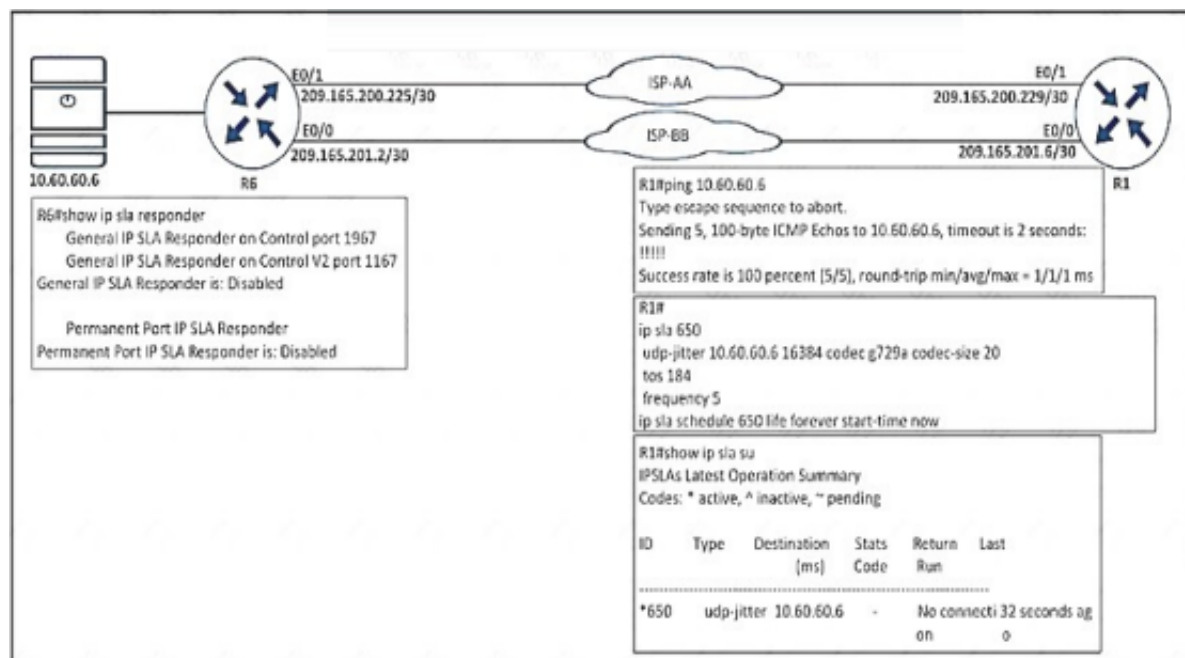 E0/1
209.165.200.225/30
E0/0
209.165.201.2/30
10.60.60.6
R6
ISP-AA
ISP-BB
E0/1
209.165.200.229/30
E0/0
209.165.201.6/30
R1
R6#show ip sla responder
General IP SLA Responder on Control port 1967
General IP SLA Responder on Control V2 port 1167
General IP SLA Responder is: Disabled
Permanent Port IP SLA Responder
Permanent Port IP SLA Responder is: Disabled
R1#ping 10.60.60.6
Type escape sequence to abort.
Sending 5, 100-byte ICMP Echos to 10.60.60.6, timeout is 2 seconds:
!!!!!
Success rate is 100 percent (5/5), round-trip min/avg/max = 1/1/1 ms
R1#
ip sla 650
udp-jitter 10.60.60.6 16384 codec g729a codec-size 20
tos 184
frequency 5
ip sla schedule 650 life forever start-time now
R1#show ip sla su
IPSLAs Latest Operation Summary
Codes: * active, ^ inactive, ~ pending
ID Type Destination Stats Return Last
(ms) Code Run
*650 udp-jitter 10.60.60.6 - No connecti 32 seconds ag
on o